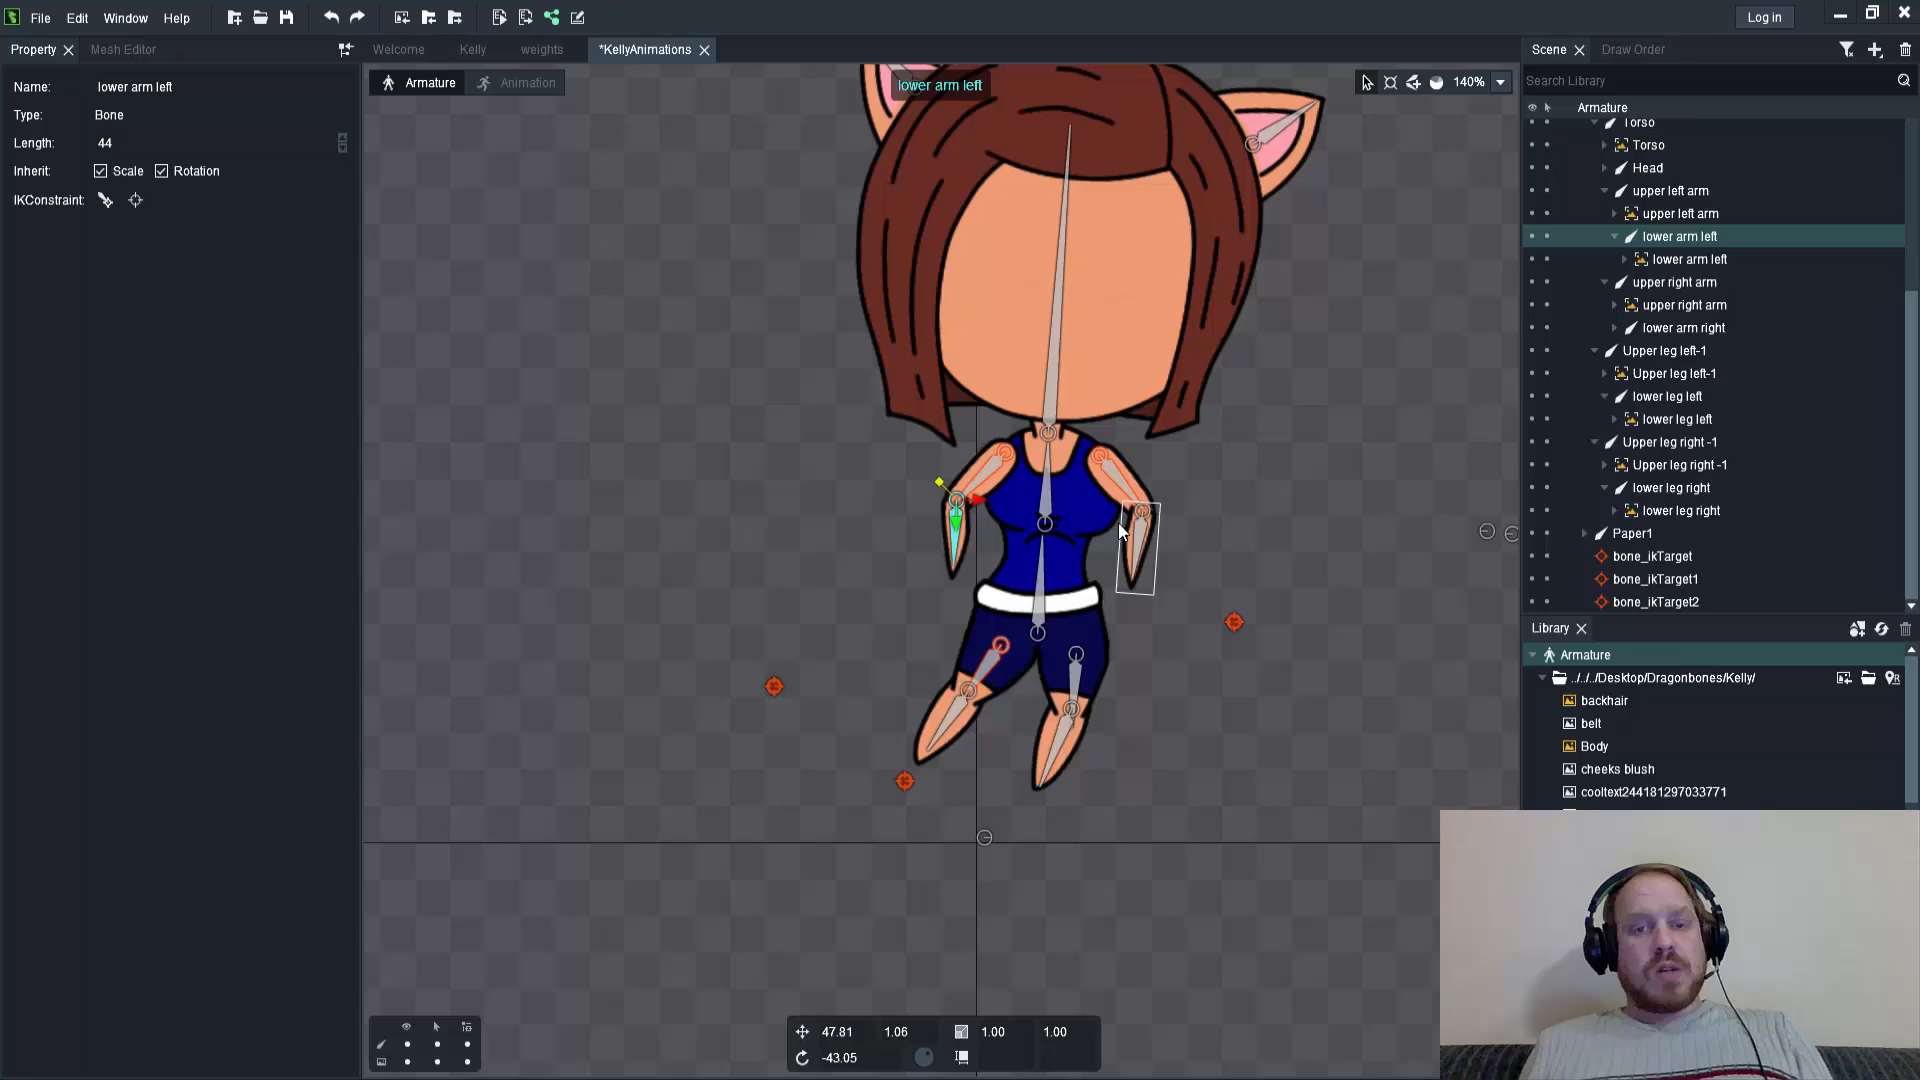 File Edit Window Help Log in
Property Mesh Editor
Welcome Kelly weights *KellyAnimations
Scene Draw Order
Name: lower arm left
Type: Bone
Length: 44
Inherit: Scale Rotation
IKConstraint:
Armature Animation
lower arm left
140%
Search Library
Armature
Torso
Torso
Head
upper left arm
upper left arm
lower arm left
lower arm left
upper right arm
upper right arm
lower arm right
Upper leg left-1
Upper leg left-1
lower leg left
lower leg left
Upper leg right -1
Upper leg right -1
lower leg right
lower leg right
Paper1
bone_ikTarget
bone_ikTarget1
bone_ikTarget2
Library
Armature
../../../Desktop/Dragonbones/Kelly/
backhair
belt
Body
cheeks blush
cooltext244181297033771
47.81 1.06 1.00 1.00
-43.05